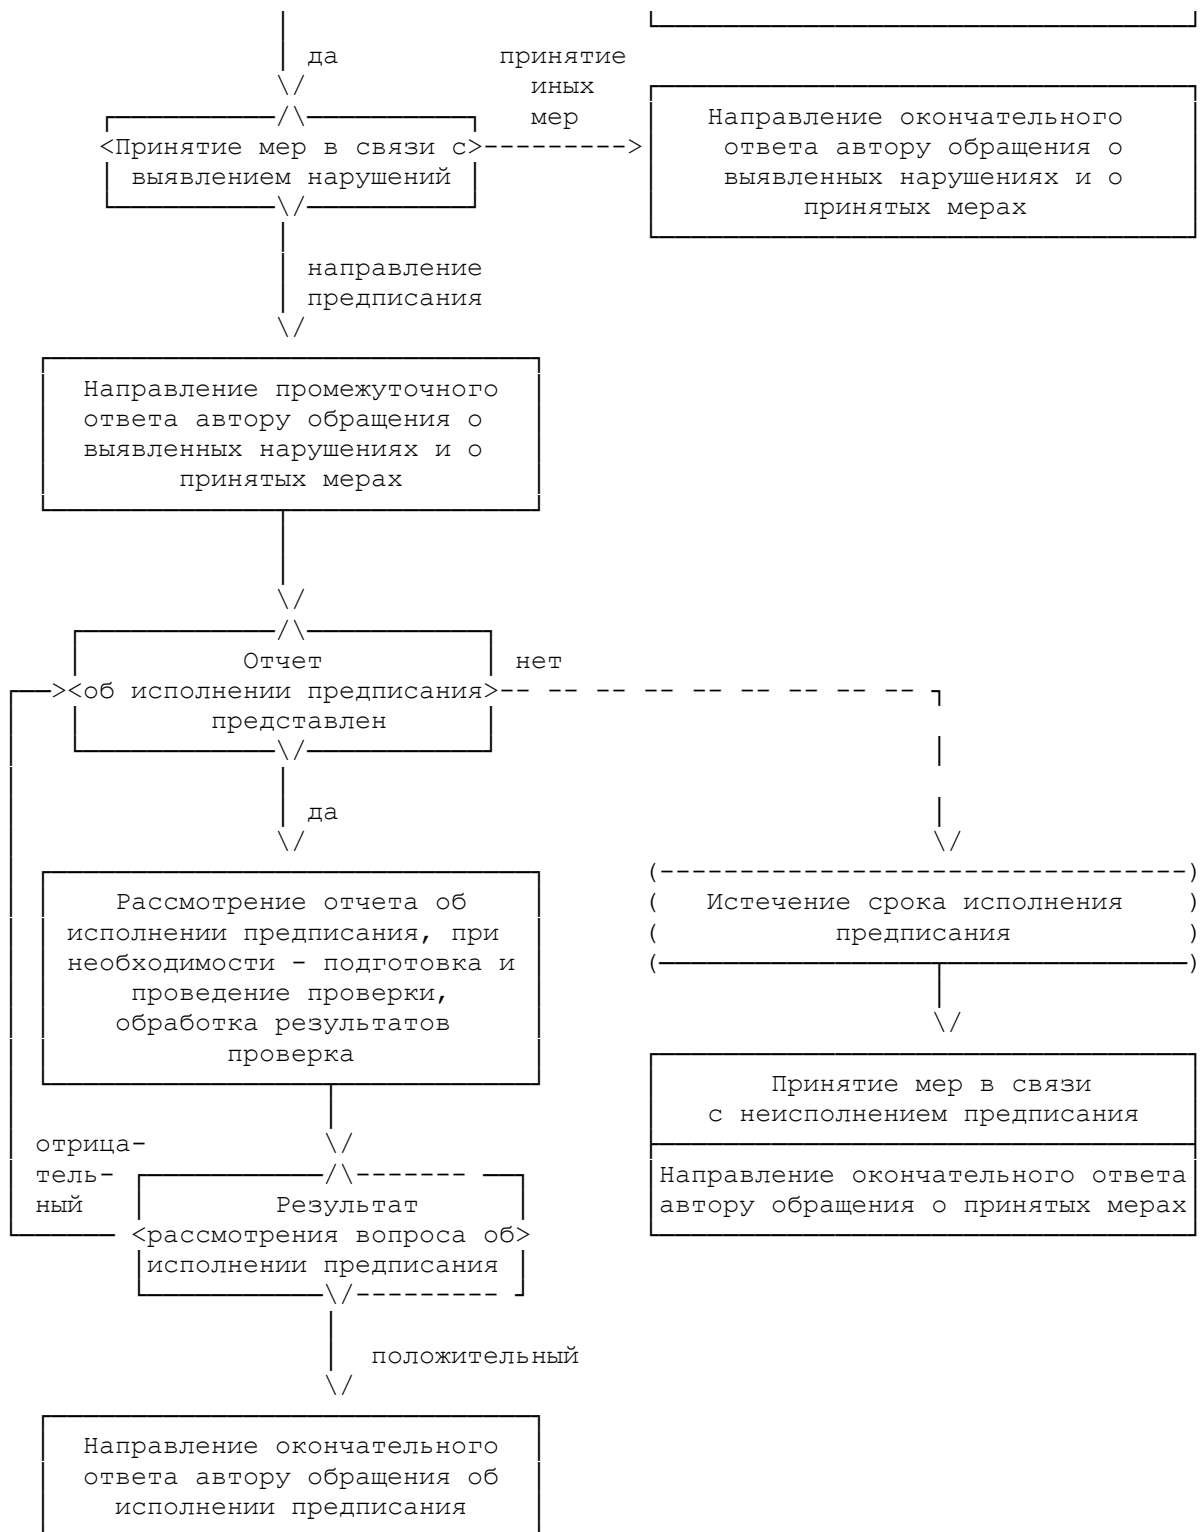 да
принятие
иных
мер
Принятие мер в связи с
выявлением нарушений
Направление окончательного
ответа автору обращения о
выявленных нарушениях и о
принятых мерах
направление
предписания
Направление промежуточного
ответа автору обращения о
выявленных нарушениях и о
принятых мерах
Отчет
об исполнении предписания
представлен
нет
да
Рассмотрение отчета об
исполнении предписания, при
необходимости - подготовка и
проведение проверки,
обработка результатов
проверка
Истечение срока исполнения
предписания
Принятие мер в связи
с неисполнением предписания
Направление окончательного ответа
автору обращения о принятых мерах
отрица-
тель-
ный
Результат
рассмотрения вопроса об
исполнении предписания
положительный
Направление окончательного
ответа автору обращения об
исполнении предписания